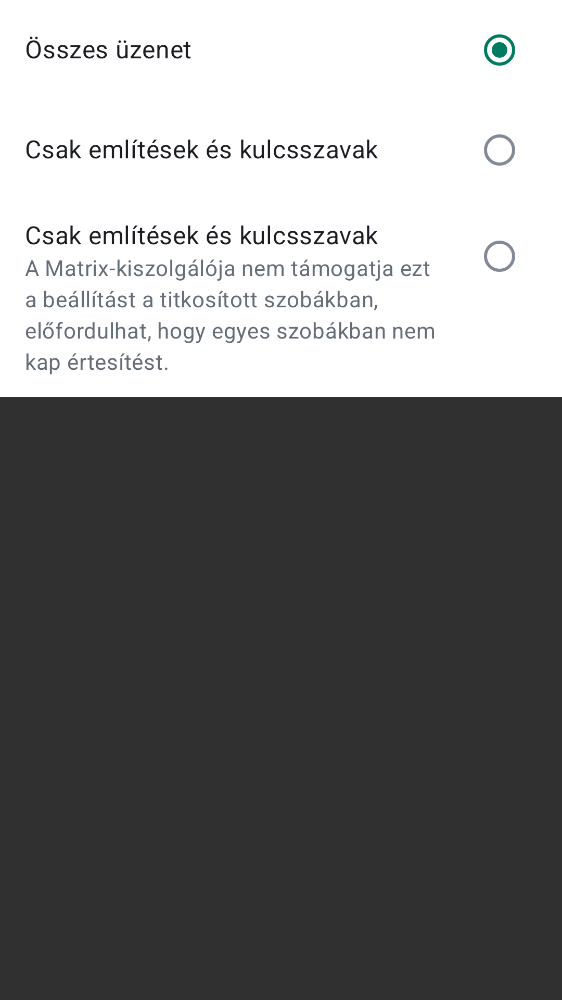 Összes üzenet
Csak említések és kulcsszavak
Csak említések és kulcsszavak
A Matrix-kiszolgálója nem támogatja ezt
a beállítást a titkosított szobákban,
előfordulhat, hogy egyes szobákban nem
kap értesítést.